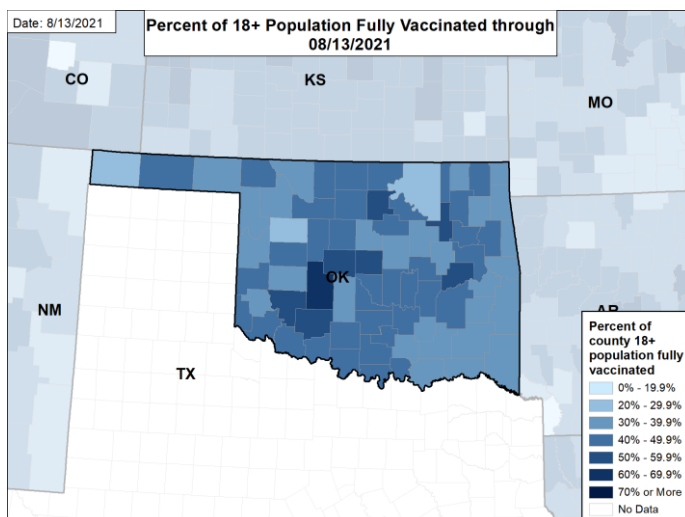 Date: 8/13/2021
Percent of 18+ Population Fully Vaccinated through
08/13/2021
CO
KS
MO
OK
NM
AR
TX
Percent of
county 18+
population fully
vaccinated
0% - 19.9%
20% - 29.9%
30% - 39.9%
40% - 49.9%
50% - 59.9%
60% - 69.9%
70% or More
No Data